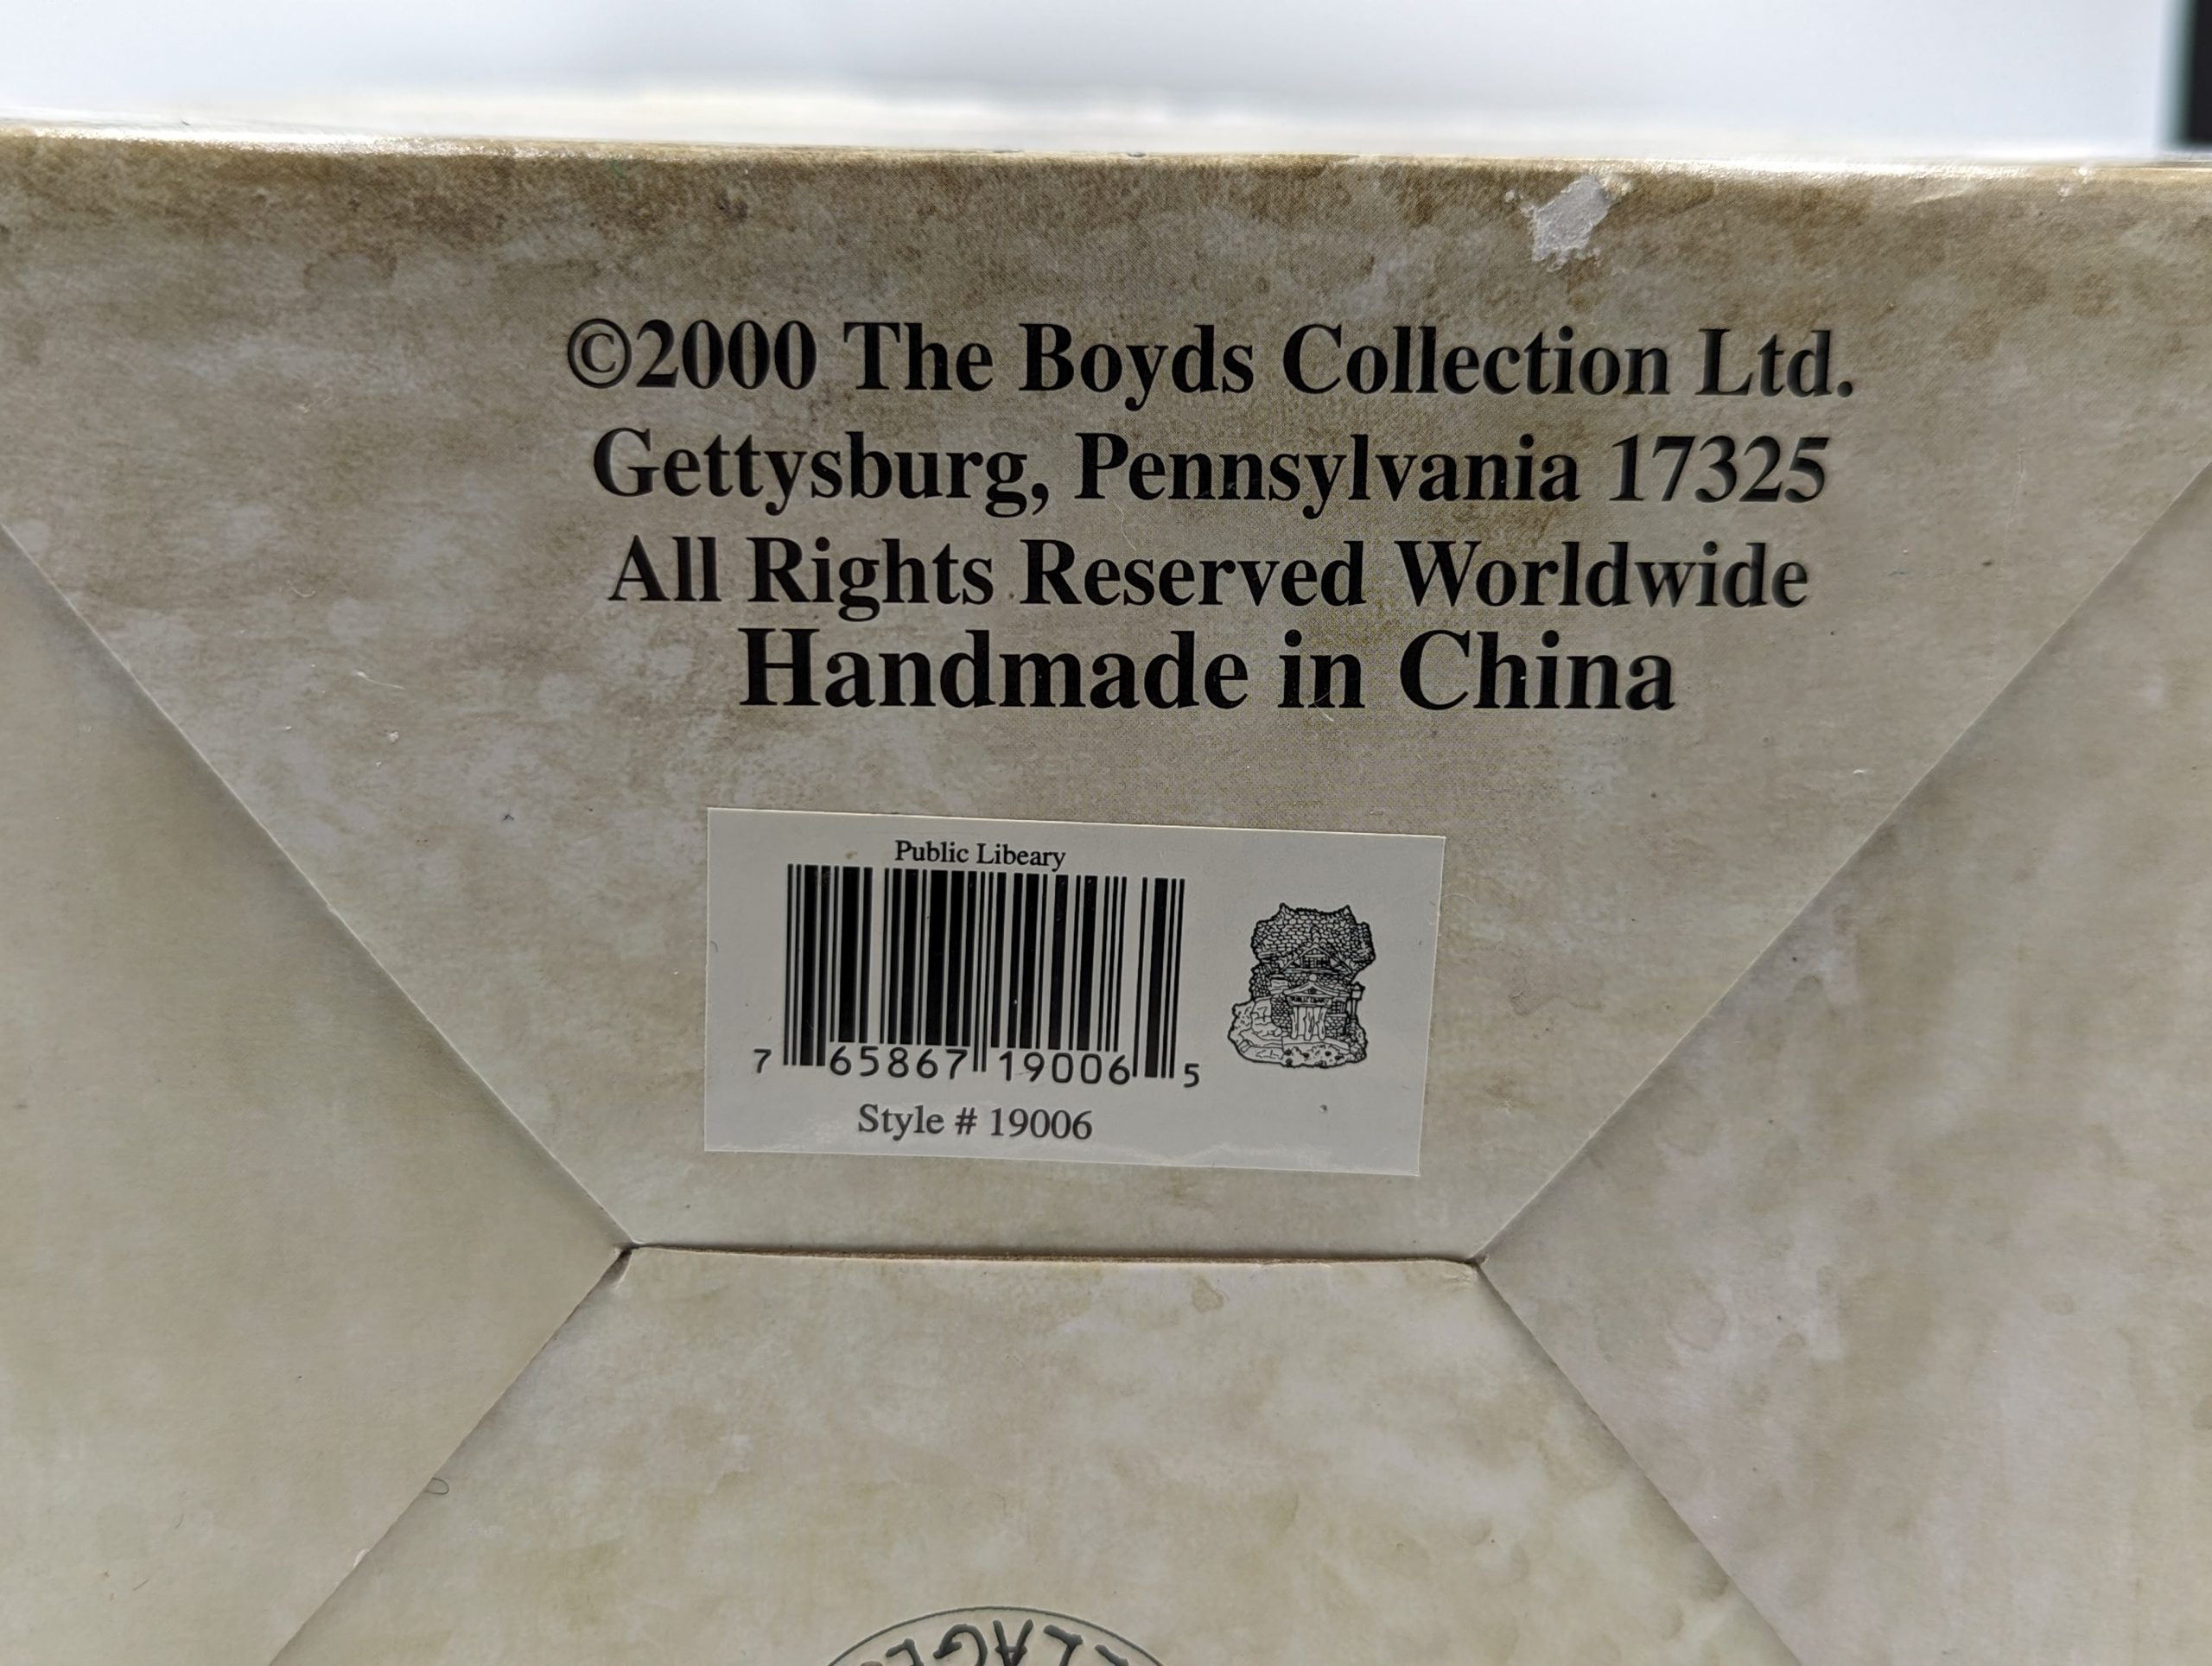 ©2000 The Boyds Collection Ltd.
Gettysburg, Pennsylvania 17325
All Rights Reserved Worldwide
Handmade in China
Public Libeary
7 65867 19006 5
Style # 19006